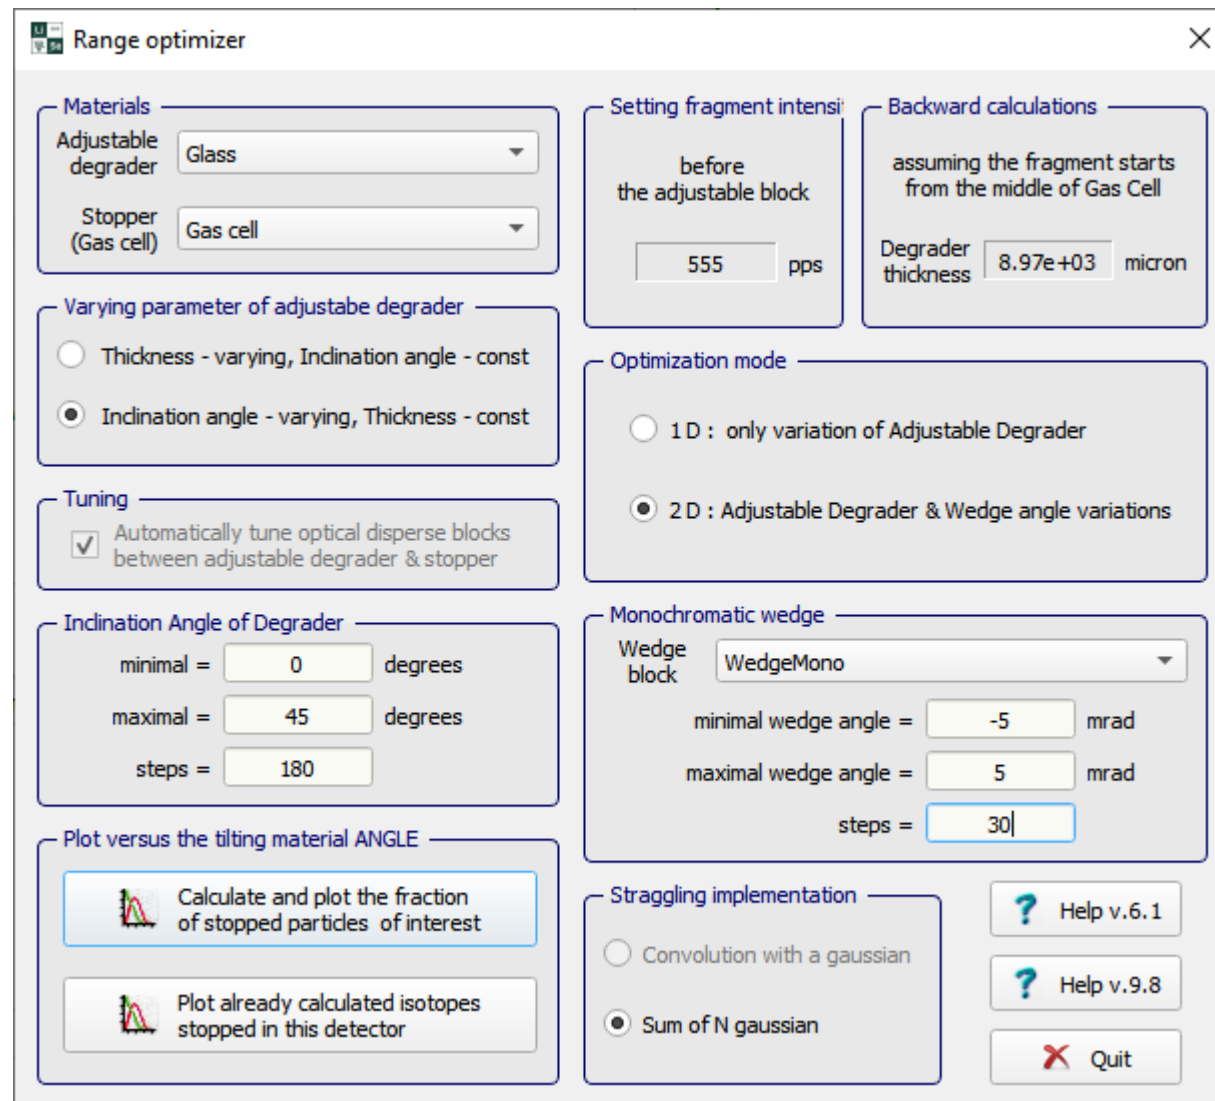 Range optimizer
Materials
Adjustable
degrader
Glass
Stopper
(Gas cell)
Gas cell
Varying parameter of adjustabe degrader
Thickness - varying, Inclination angle - const
Inclination angle - varying, Thickness - const
Tuning
Automatically tune optical disperse blocks
between adjustable degrader & stopper
Inclination Angle of Degrader
minimal = 0 degrees
maximal = 45 degrees
steps = 180
Plot versus the tilting material ANGLE
Calculate and plot the fraction
of stopped particles of interest
Plot already calculated isotopes
stopped in this detector
Setting fragment intensit
before
the adjustable block
555 pps
Backward calculations
assuming the fragment starts
from the middle of Gas Cell
Degrader
thickness
8.97e+03 micron
Optimization mode
1 D : only variation of Adjustable Degrader
2 D : Adjustable Degrader & Wedge angle variations
Monochromatic wedge
Wedge
block
WedgeMono
minimal wedge angle = -5 mrad
maximal wedge angle = 5 mrad
steps = 30
Straggling implementation
Convolution with a gaussian
Sum of N gaussian
Help v.6.1
Help v.9.8
Quit